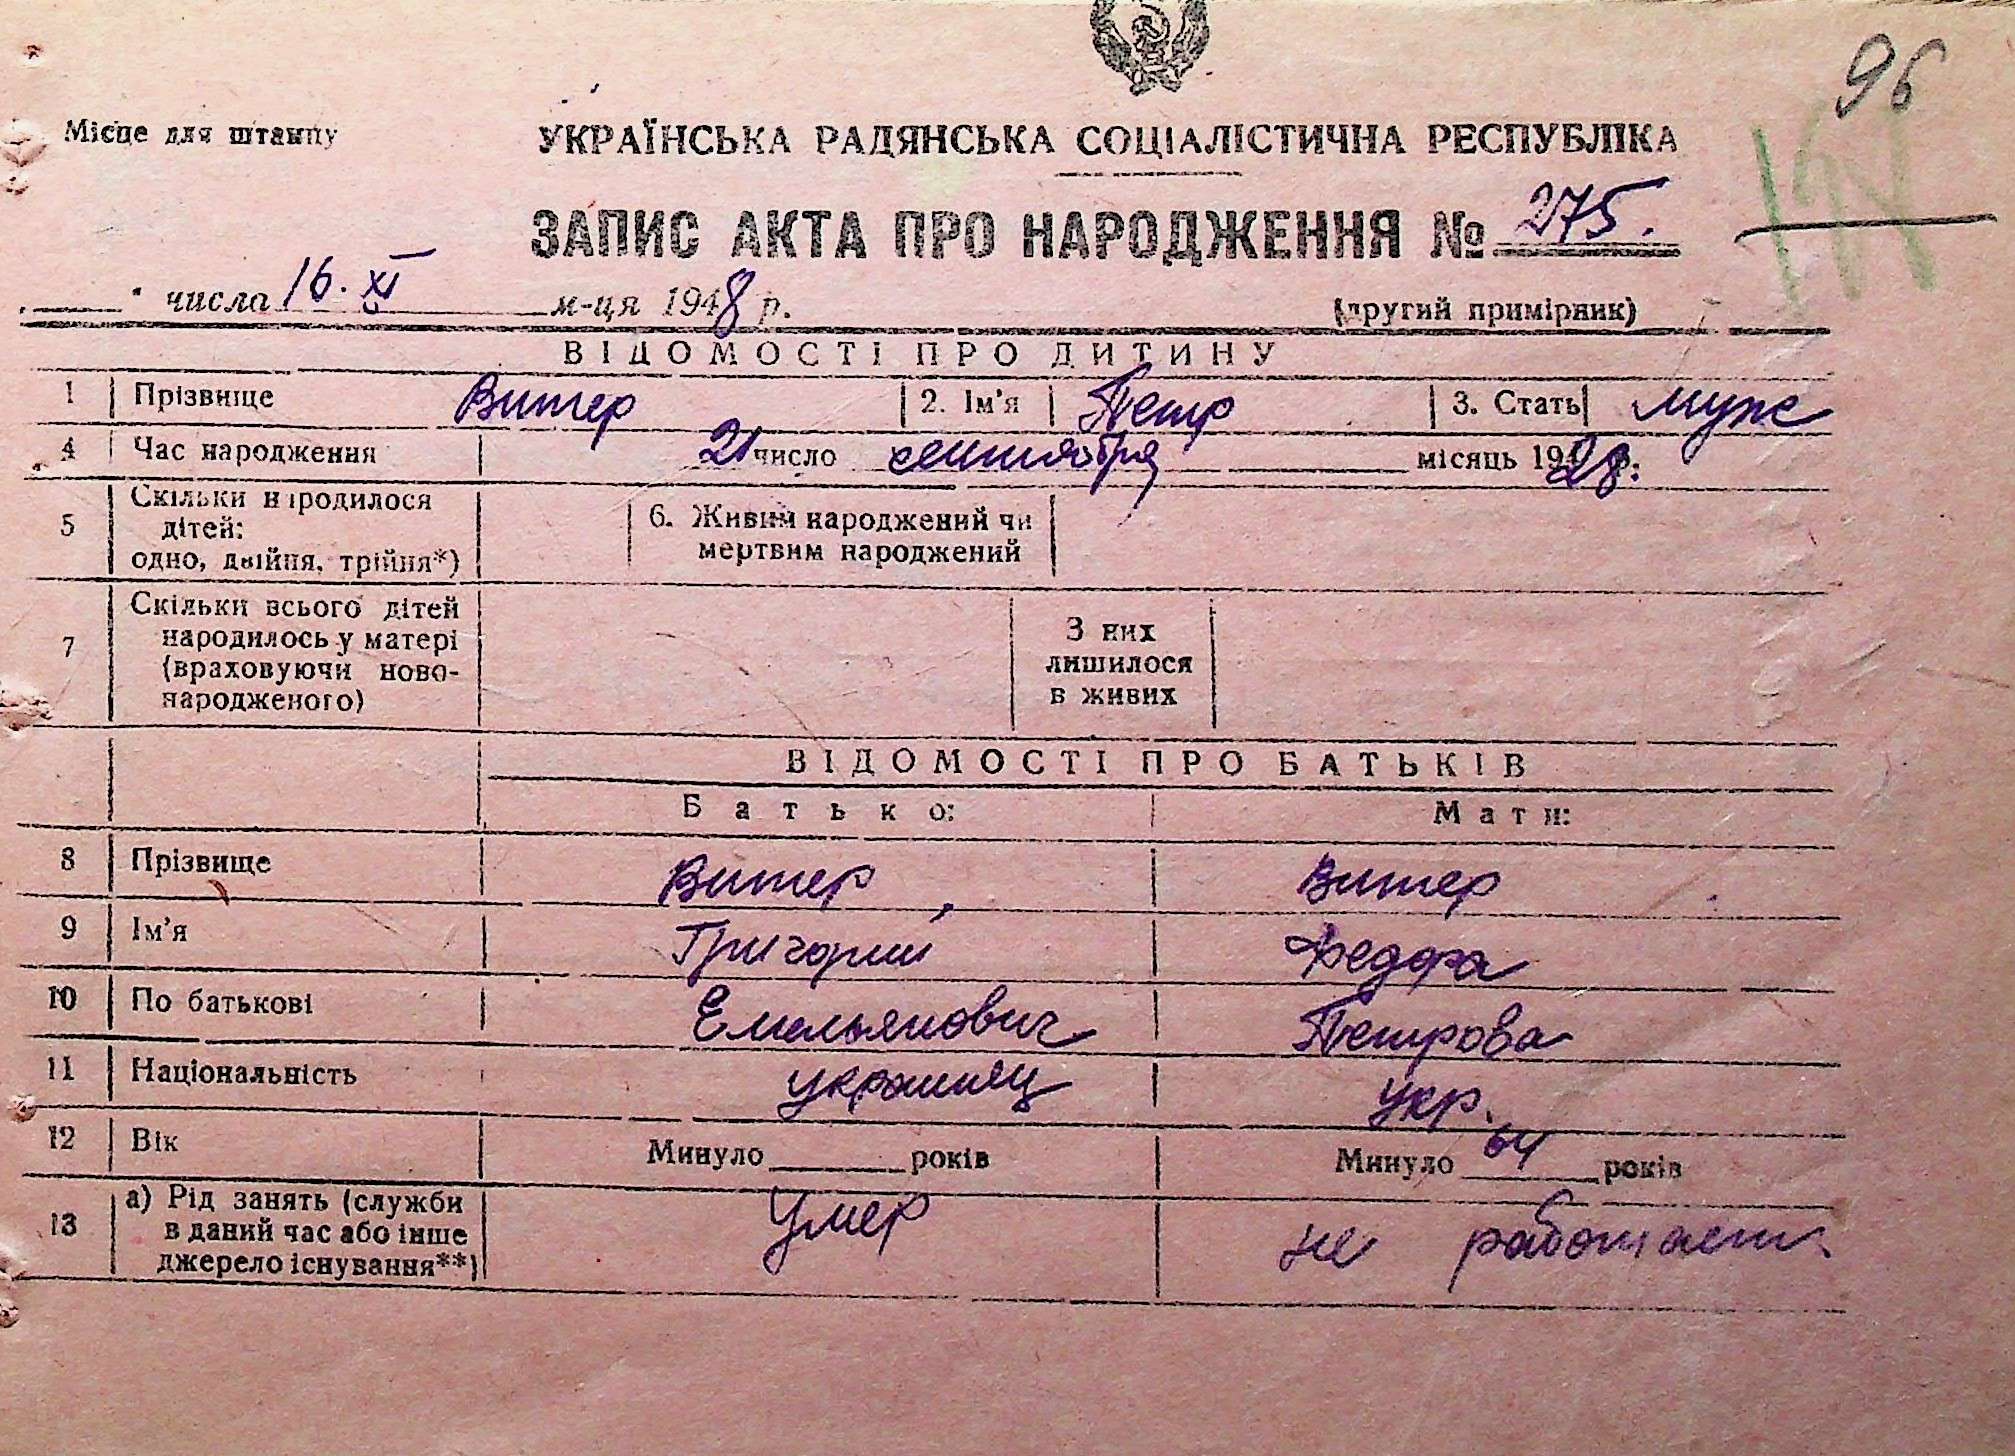 96
Місце для штампу
УКРАЇНСЬКА РАДЯНСЬКА СОЦІАЛІСТИЧНА РЕСПУБЛІКА
ЗАПИС АКТА ПРО НАРОДЖЕННЯ № 275.
" числа 16. XI м-ця 1948 р.
(другий примірник)
ВІДОМОСТІ ПРО ДИТИНУ
1 Прізвище Витер 2. Ім'я Петр 3. Стать муж
4 Час народження 21 число сентября місяць 1928 р.
5 Скільки народилося дітей: одно, двійня, трійня*) 6. Живим народжений чи мертвим народжений
7 Скільки всього дітей народилось у матері (враховуючи ново-народженого) З них лишилося в живих
ВІДОМОСТІ ПРО БАТЬКІВ
Батько: Мати:
8 Прізвище Витер Витер
9 Ім'я Григорий Федора
10 По батькові Емельянович Петрова
11 Національність украинец укр.
12 Вік Минуло років Минуло 64 років
13 а) Рід занять (служби в даний час або інше джерело існування**) Умер не работает.